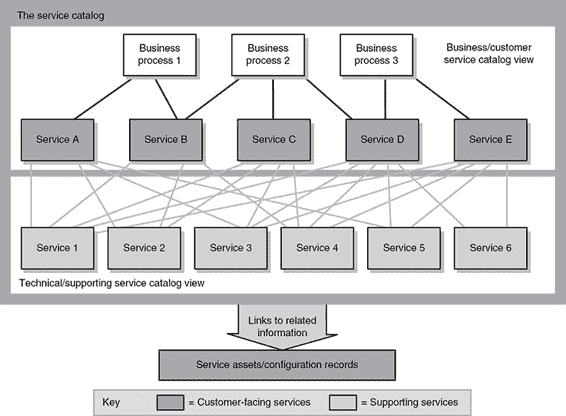 The service catalog
Business
process 1
Business
process 2
Business
process 3
Business/customer
service catalog view
Service A
Service B
Service C
Service D
Service E
Service 1
Service 2
Service 3
Service 4
Service 5
Service 6
Technical/supporting service catalog view
Links to related
information
Service assets/configuration records
Key
= Customer-facing services
= Supporting services